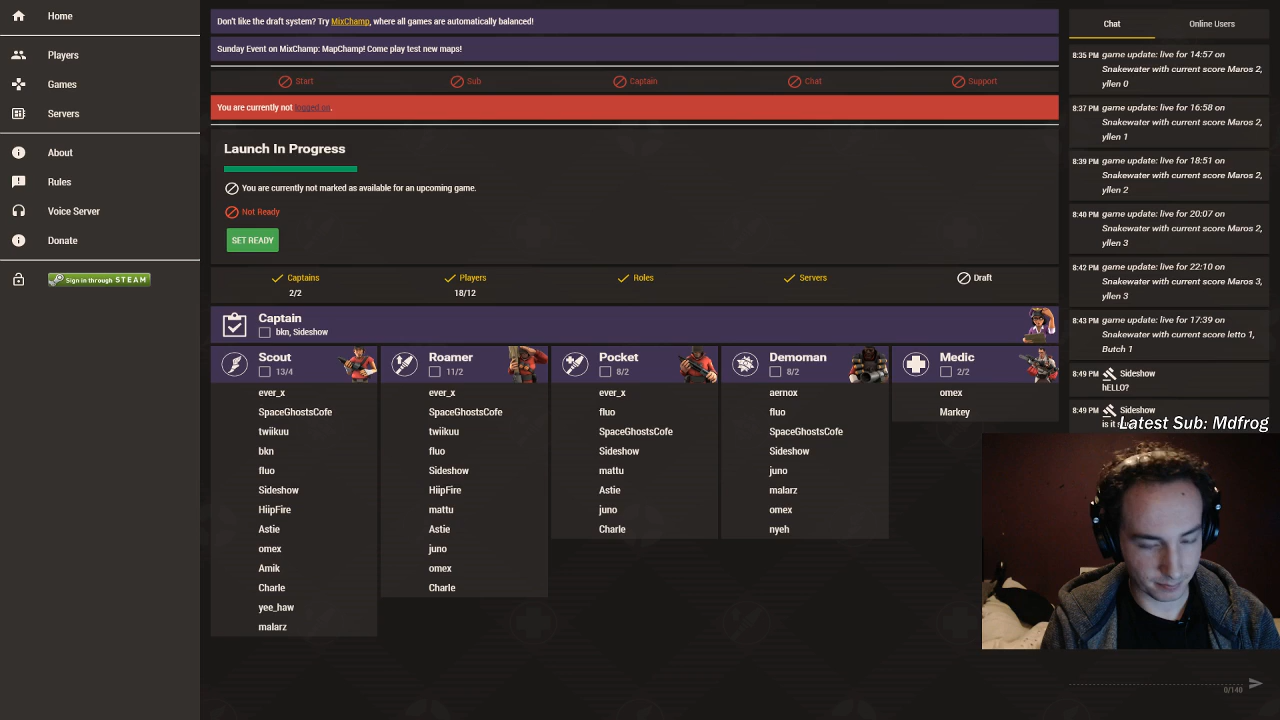 Home
Players
Games
Servers
About
Rules
Voice Server
Donate
Sign in through STEAM
Don't like the draft system? Try MixChamp, where all games are automatically balanced!
Sunday Event on MixChamp: MapChamp! Come play test new maps!
Start
Sub
Captain
Chat
Support
You are currently not logged on.
Launch In Progress
You are currently not marked as available for an upcoming game.
Not Ready
SET READY
Captains
2/2
Players
18/12
Roles
Servers
Draft
Captain
bkn, Sideshow
Scout
13/4
ever_x
SpaceGhostsCofe
twiikuu
bkn
fluo
Sideshow
HiipFire
Astie
omex
Amik
Charle
yee_haw
malarz
Roamer
11/2
ever_x
SpaceGhostsCofe
twiikuu
fluo
Sideshow
HiipFire
mattu
Astie
juno
omex
Charle
Pocket
8/2
ever_x
fluo
SpaceGhostsCofe
Sideshow
mattu
Astie
juno
Charle
Demoman
8/2
aernox
fluo
SpaceGhostsCofe
Sideshow
juno
malarz
omex
nyeh
Medic
2/2
omex
Markey
Chat
Online Users
8:35 PM game update: live for 14:57 on
Snakewater with current score Maros 2,
yllen 0
8:37 PM game update: live for 16:58 on
Snakewater with current score Maros 2,
yllen 1
8:39 PM game update: live for 18:51 on
Snakewater with current score Maros 2,
yllen 2
8:40 PM game update: live for 20:07 on
Snakewater with current score Maros 2,
yllen 3
8:42 PM game update: live for 22:10 on
Snakewater with current score Maros 3,
yllen 3
8:43 PM game update: live for 17:39 on
Snakewater with current score letto 1,
Butch 1
8:49 PM Sideshow
hELLO?
8:49 PM Sideshow
is it
Latest Sub: Mdfrog
0/140